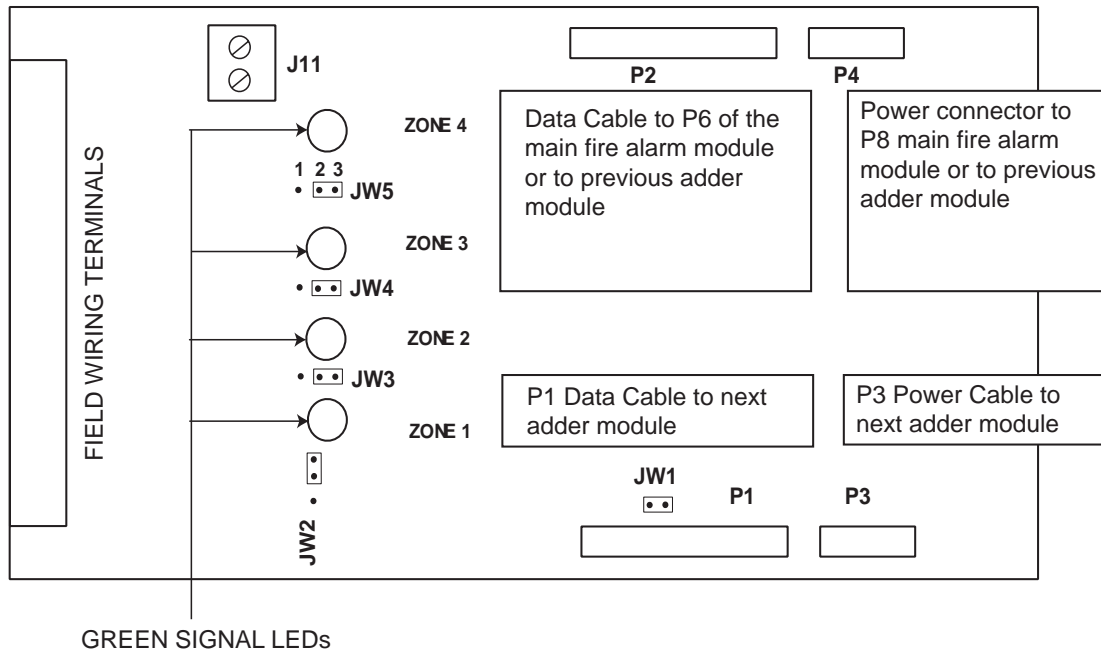 J11
P2
P4
FIELD WIRING TERMINALS
ZONE 4
1 2 3
JW5
Data Cable to P6 of the
main fire alarm module
or to previous adder
module
Power connector to
P8 main fire alarm
module or to previous
adder module
ZONE 3
JW4
ZONE 2
JW3
ZONE 1
P1 Data Cable to next
adder module
P3 Power Cable to
next adder module
JW2
JW1
P1
P3
GREEN SIGNAL LEDs